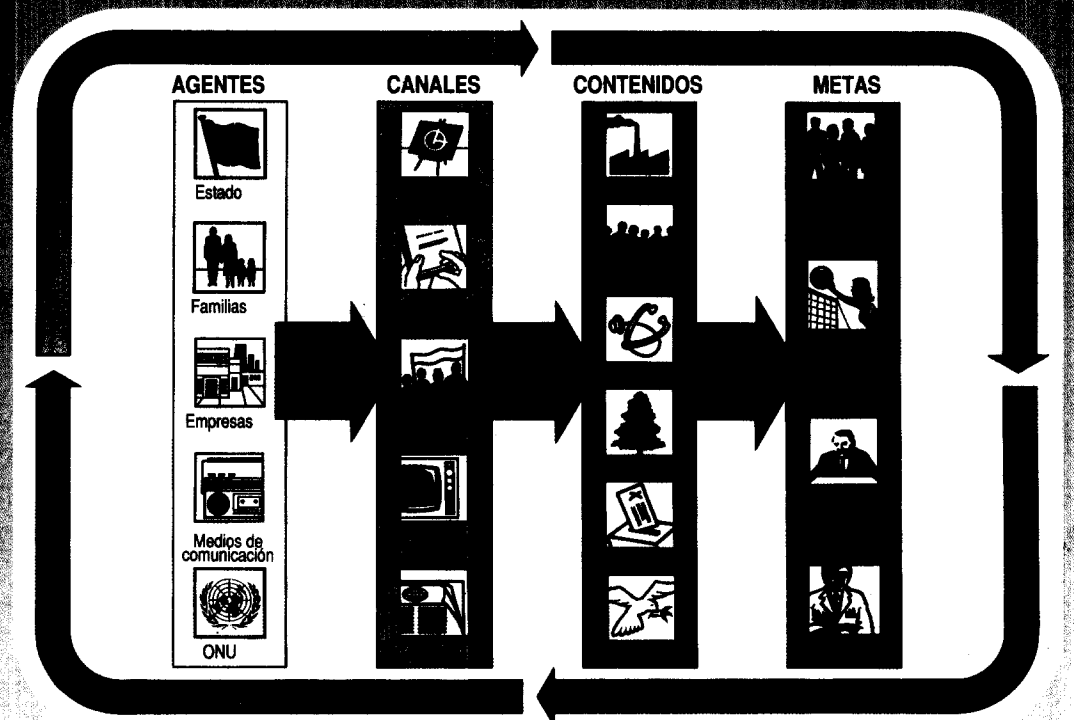 AGENTES
CANALES
CONTENIDOS
METAS
Estado
Familias
Empresas
Medios de
comunicación
ONU